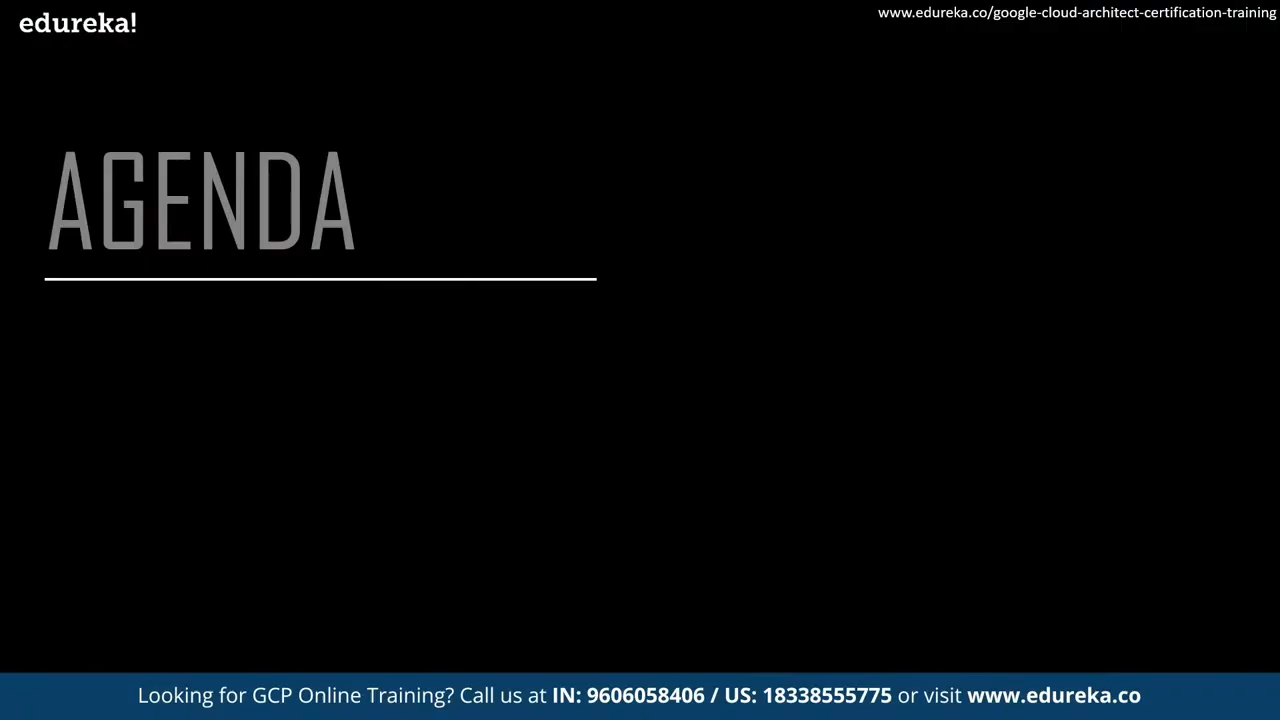 edureka!
www.edureka.co/google-cloud-architect-certification-training
AGENDA
Looking for GCP Online Training? Call us at IN: 9606058406 / US: 18338555775 or visit www.edureka.co